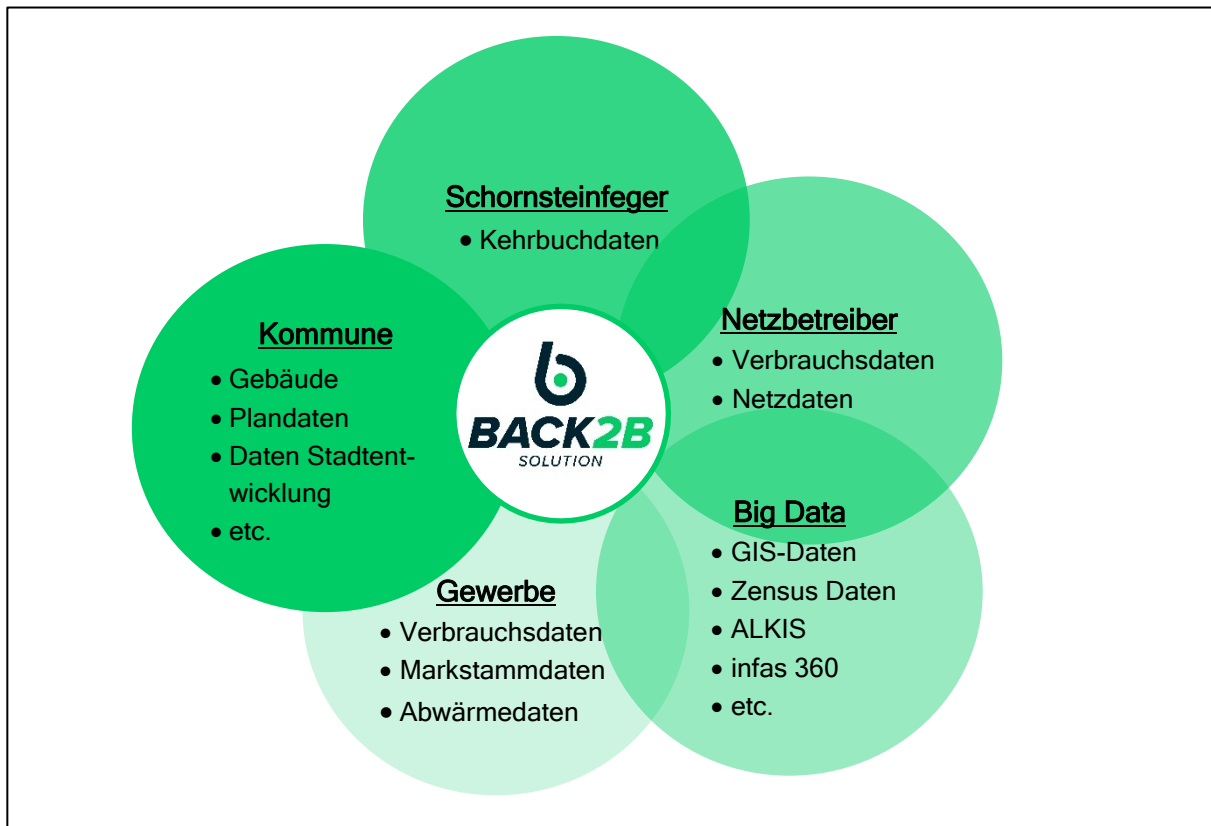 Schornsteinfeger
• Kehrbuchdaten
Kommune
• Gebäude
• Plandaten
• Daten Stadtent-
wicklung
• etc.
BACK2B
SOLUTION
Netzbetreiber
• Verbrauchsdaten
• Netzdaten
Big Data
• GIS-Daten
• Zensus Daten
• ALKIS
• infas 360
• etc.
Gewerbe
• Verbrauchsdaten
• Markstammdaten
• Abwärmedaten